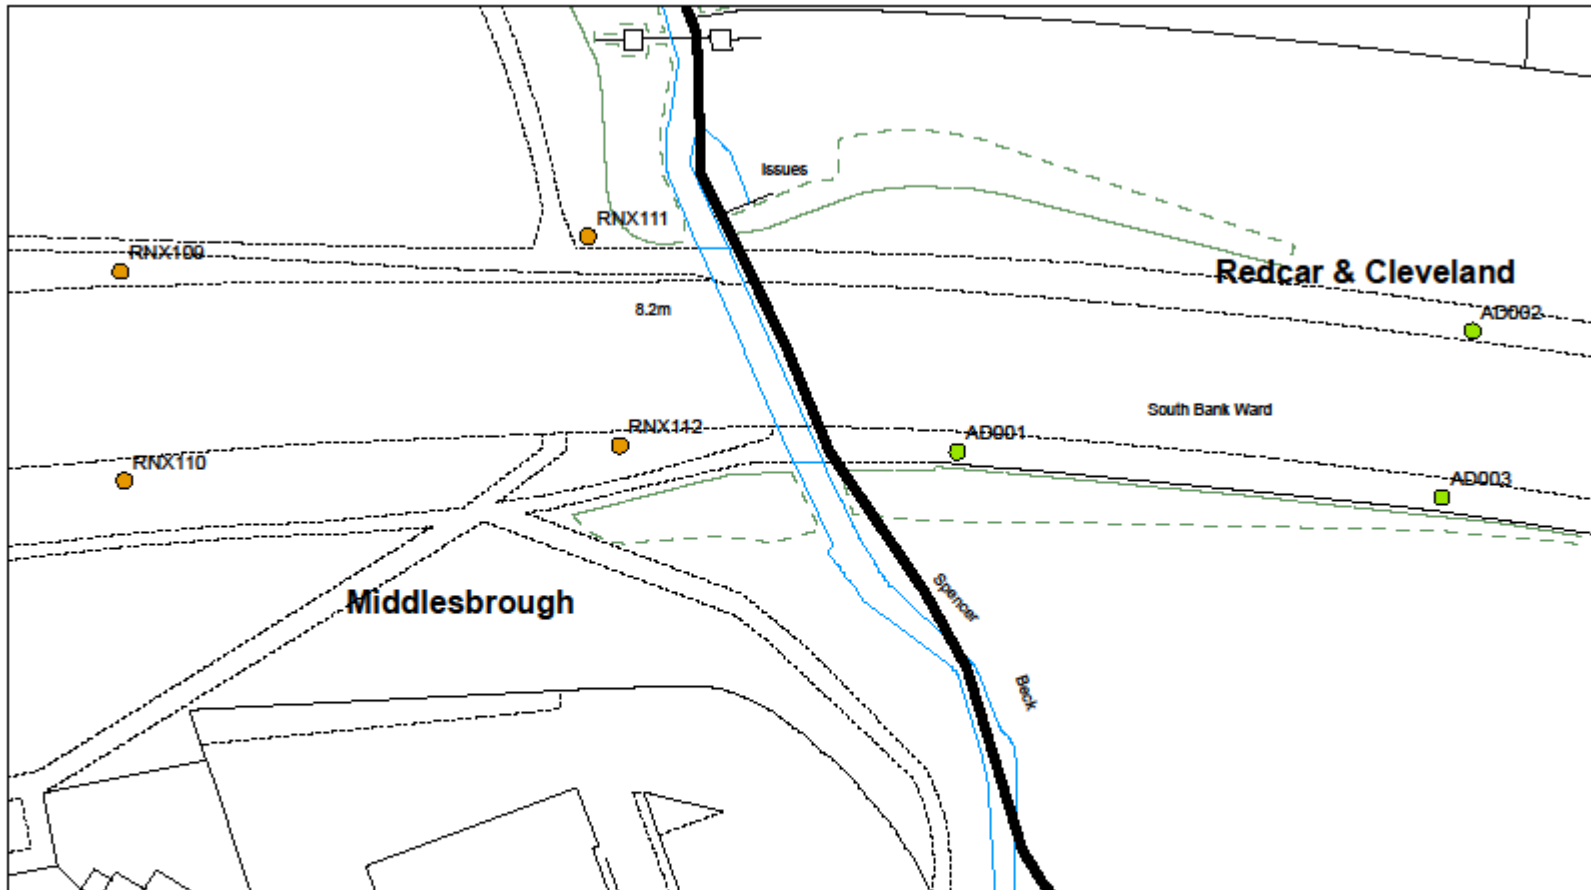 Issues
RNX111
RNX109
Redcar & Cleveland
8.2m
AD002
South Bank Ward
RNX112
AD001
RNX110
AD003
Spencer
Middlesbrough
Beck